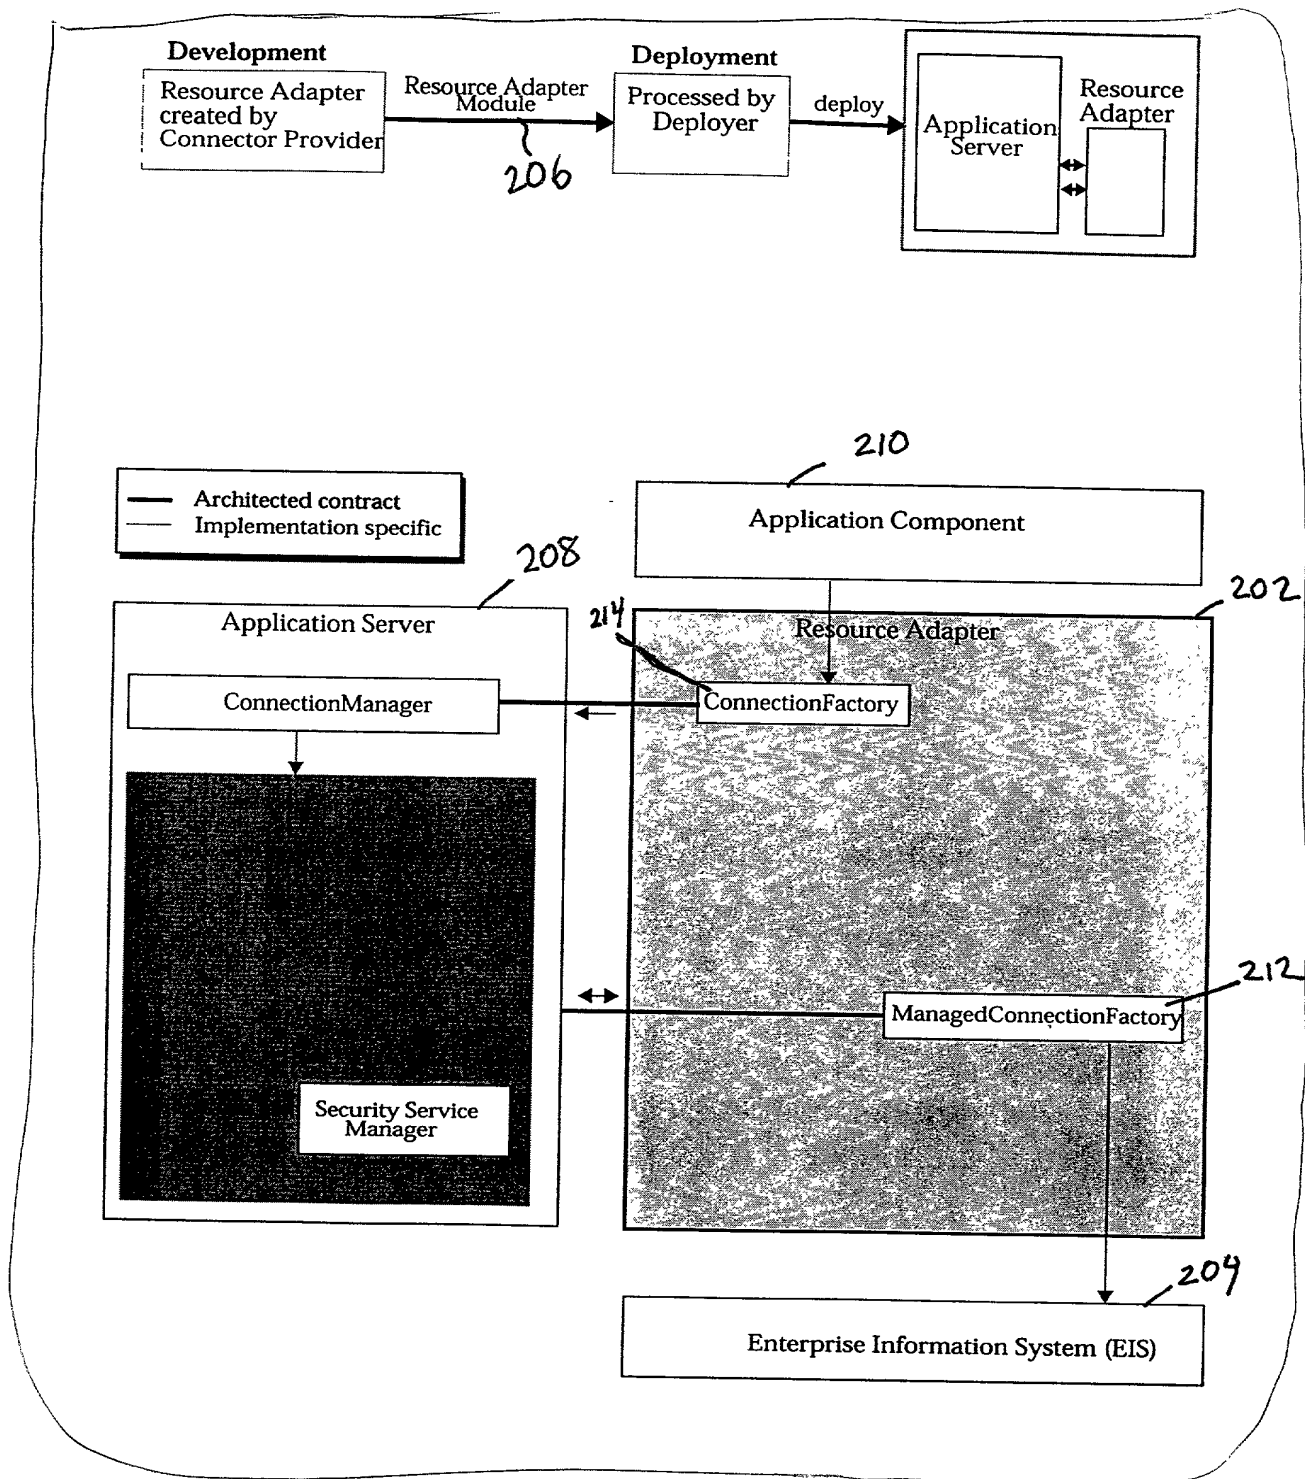 Development
Resource Adapter
created by
Connector Provider
Resource Adapter
Module
206
Deployment
Processed by
Deployer
deploy
Application
Server
Resource
Adapter
Architected contract
Implementation specific
210
Application Component
208
Application Server
ConnectionManager
Security Service
Manager
202
Resource Adapter
214
ConnectionFactory
212
ManagedConnectionFactory
204
Enterprise Information System (EIS)